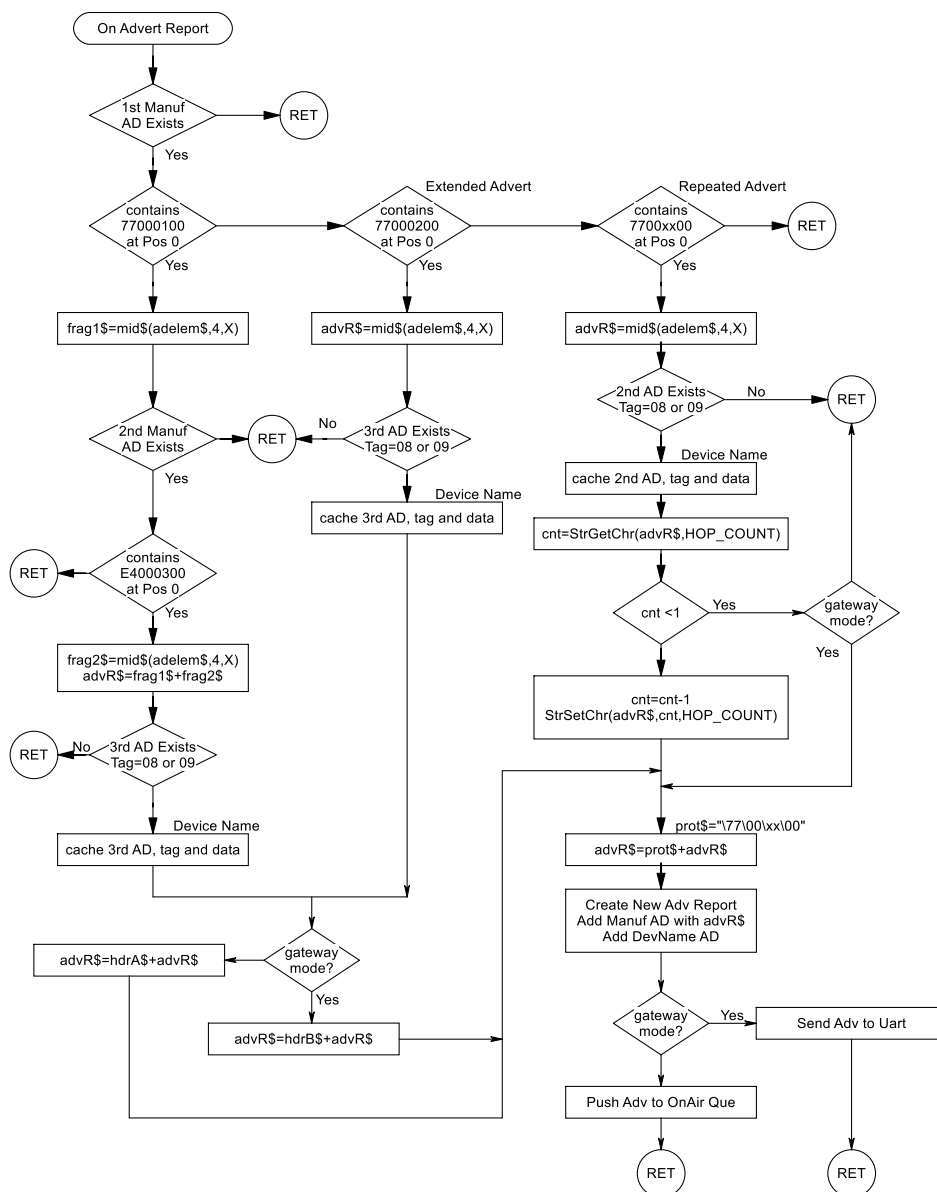 On Advert Report
1st Manuf
AD Exists
RET
Yes
contains
77000100
at Pos 0
Yes
Extended Advert
contains
77000200
at Pos 0
Yes
Repeated Advert
contains
7700xx00
at Pos 0
RET
Yes
frag1$=mid$(adelem$,4,X)
advR$=mid$(adelem$,4,X)
advR$=mid$(adelem$,4,X)
2nd Manuf
AD Exists
RET
Yes
No
3rd AD Exists
Tag=08 or 09
Device Name
cache 3rd AD, tag and data
2nd AD Exists
Tag=08 or 09
No
RET
Device Name
cache 2nd AD, tag and data
cnt=StrGetChr(advR$,HOP_COUNT)
cnt <1
Yes
gateway
mode?
Yes
cnt=cnt-1
StrSetChr(advR$,cnt,HOP_COUNT)
contains
E4000300
at Pos 0
RET
Yes
frag2$=mid$(adelem$,4,X)
advR$=frag1$+frag2$
RET
No
3rd AD Exists
Tag=08 or 09
Device Name
cache 3rd AD, tag and data
gateway
mode?
advR$=hdrA$+advR$
Yes
advR$=hdrB$+advR$
prot$="\77\00\xx\00"
advR$=prot$+advR$
Create New Adv Report
Add Manuf AD with advR$
Add DevName AD
gateway
mode?
Yes
Send Adv to Uart
Push Adv to OnAir Que
RET
RET